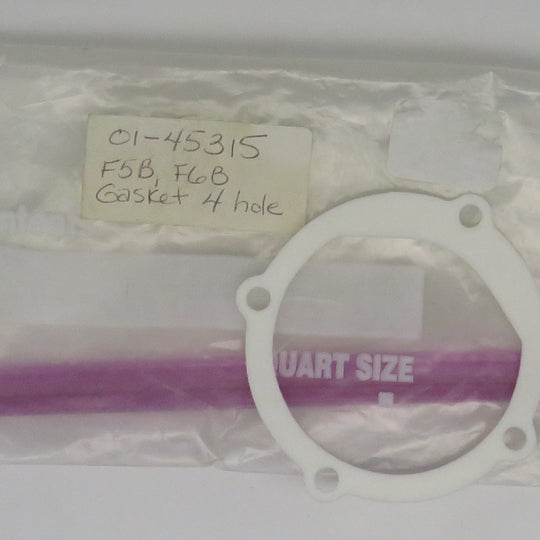 01-45315
F5B, F6B
Gasket 4 hole
QUART SIZE